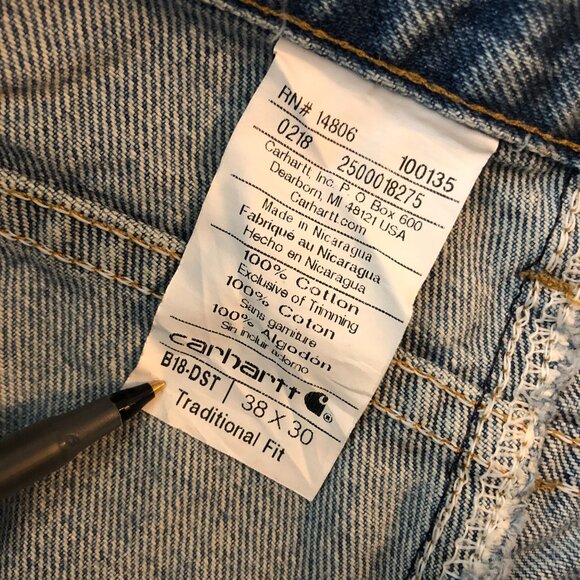 RN# 14806 100135
0218 2500018275
Carhartt, Inc. P. O Box 600
Dearborn, MI 48121 USA
Carhartt.com
Made in Nicaragua
Fabriqué au Nicaragua
Hecho en Nicaragua
100% Cotton
Exclusive of Trimming
100% Coton
Sans garniture
100% Algodón
Sin incluir adorno
carhartt ®
B18-DST | 38 X 30
Traditional Fit